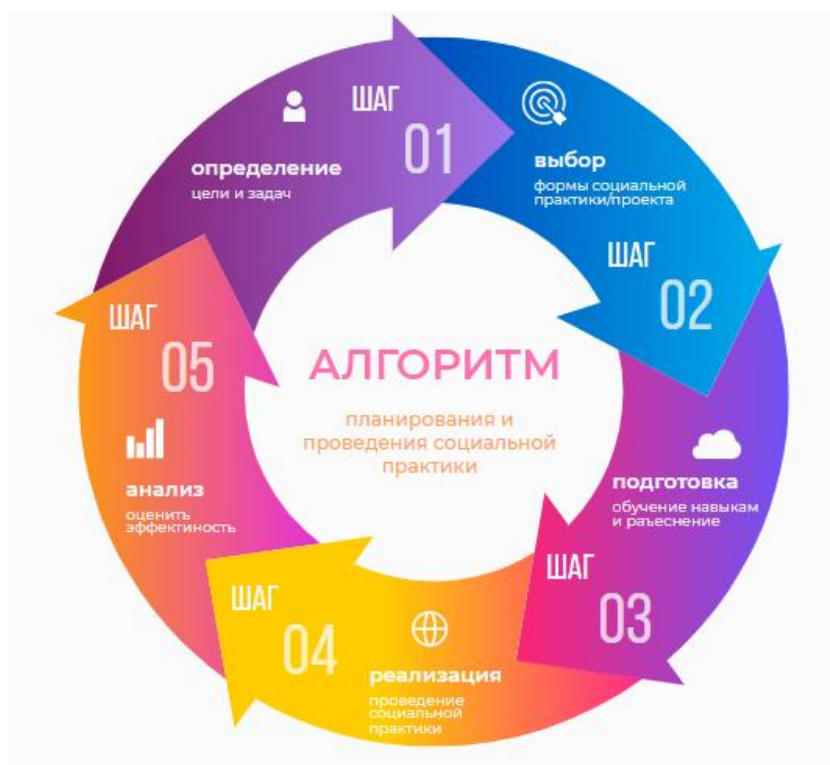 ШАГ
01
определение
цели и задач
выбор
формы социальной
практики/проекта
ШАГ
02
подготовка
обучение навыкам
и раъеснение
ШАГ
03
реализация
проведение
социальной
практики
ШАГ
04
ШАГ
05
анализ
оценить
эффектиность
АЛГОРИТМ
планирования и
проведения социальной
практики